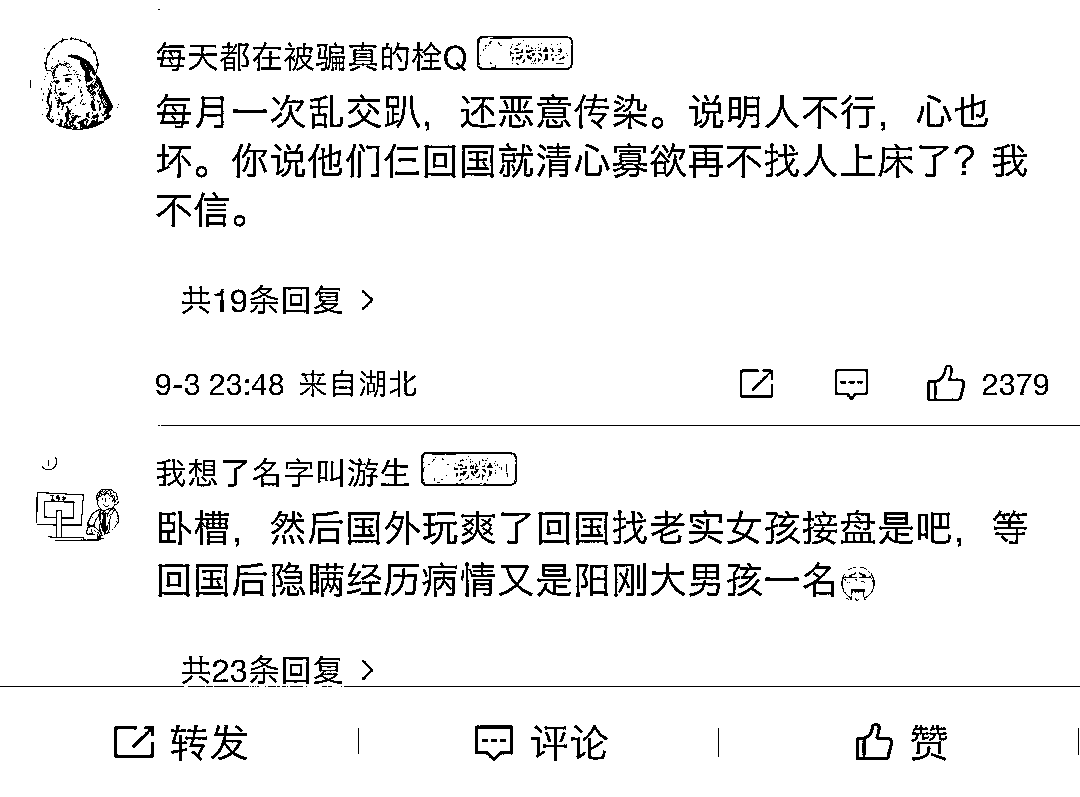 每天都在被骗真的栓Q
每月一次乱交趴，还恶意传染。说明人不行，心也
坏。你说他们仨回国就清心寡欲再不找人上床了？我
不信。
共19条回复 >
9-3 23:48 来自湖北
2379
我想了名字叫游生
卧槽，然后国外玩爽了回国找老实女孩接盘是吧，等
回国后隐瞒经历病情又是阳刚大男孩一名
共23条回复 >
转发 评论 赞